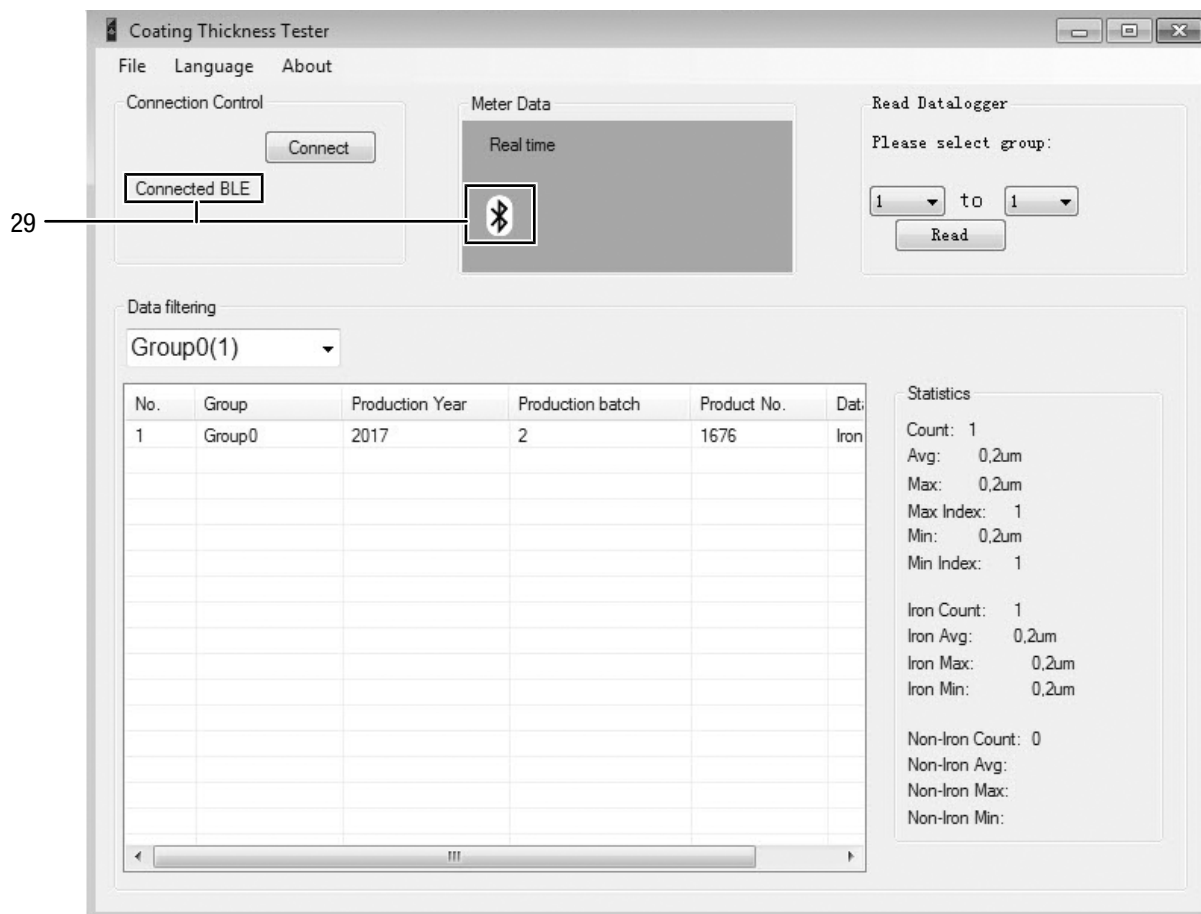 Coating Thickness Tester
File Language About
Connection Control
Connect
Connected BLE
29
Meter Data
Real time
Read Datalogger
Please select group:
1 to 1
Read
Data filtering
Group0(1)
No. Group Production Year Production batch Product No.
1 Group0 2017 2 1676 Iron
Statistics
Count: 1
Avg: 0,2um
Max: 0,2um
Max Index: 1
Min: 0,2um
Min Index: 1
Iron Count: 1
Iron Avg: 0,2um
Iron Max: 0,2um
Iron Min: 0,2um
Non-Iron Count: 0
Non-Iron Avg:
Non-Iron Max:
Non-Iron Min: